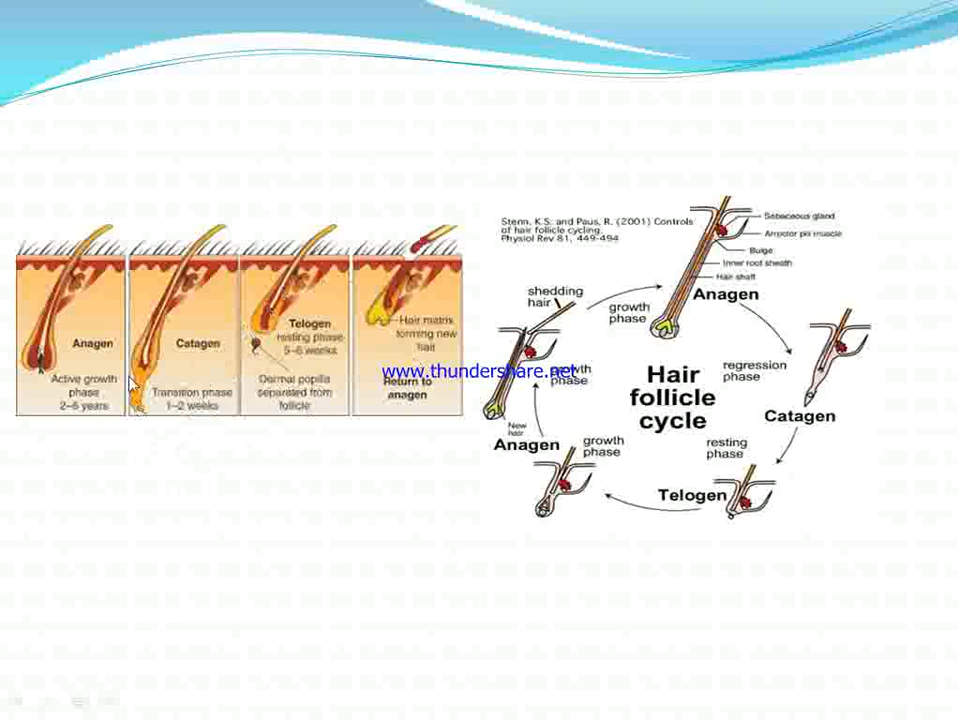 Anagen
Active growth
phase
2–5 years
Catagen
Transition phase
1–2 weeks
Telogen
resting phase
5–6 weeks
Dermal popilla
separated from
follicle
Hair matrix
forming new
hair
Return to
anagen
www.thundershare.net
Stenn, K.S. and Paus, R. (2001) Controls
of hair follicle cycling.
Physiol Rev 81, 449-494
Sebaceous gland
Arrector pili muscle
Bulge
Inner root sheath
Hair shaft
Anagen
shedding
hair
growth
phase
regression
phase
Hair
follicle
cycle
Catagen
resting
phase
Telogen
growth
phase
New
hair
Anagen
growth
phase